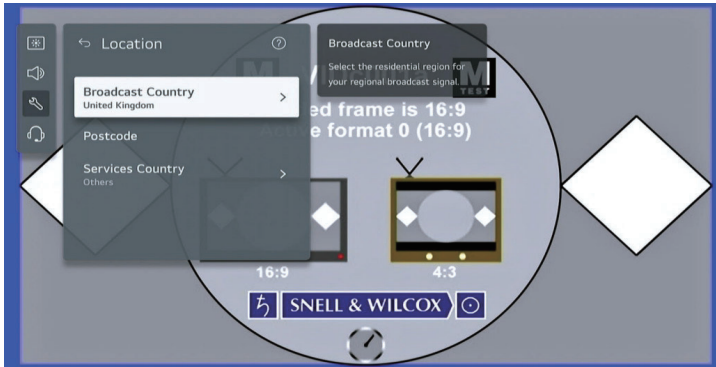 Location
?
Broadcast Country
United Kingdom
Postcode
Services Country
Others
Broadcast Country
Select the residential region for
your regional broadcast signal.
M
TEST
ed frame is 16:9
e format 0 (16:9)
16:9
4:3
SNELL & WILCOX